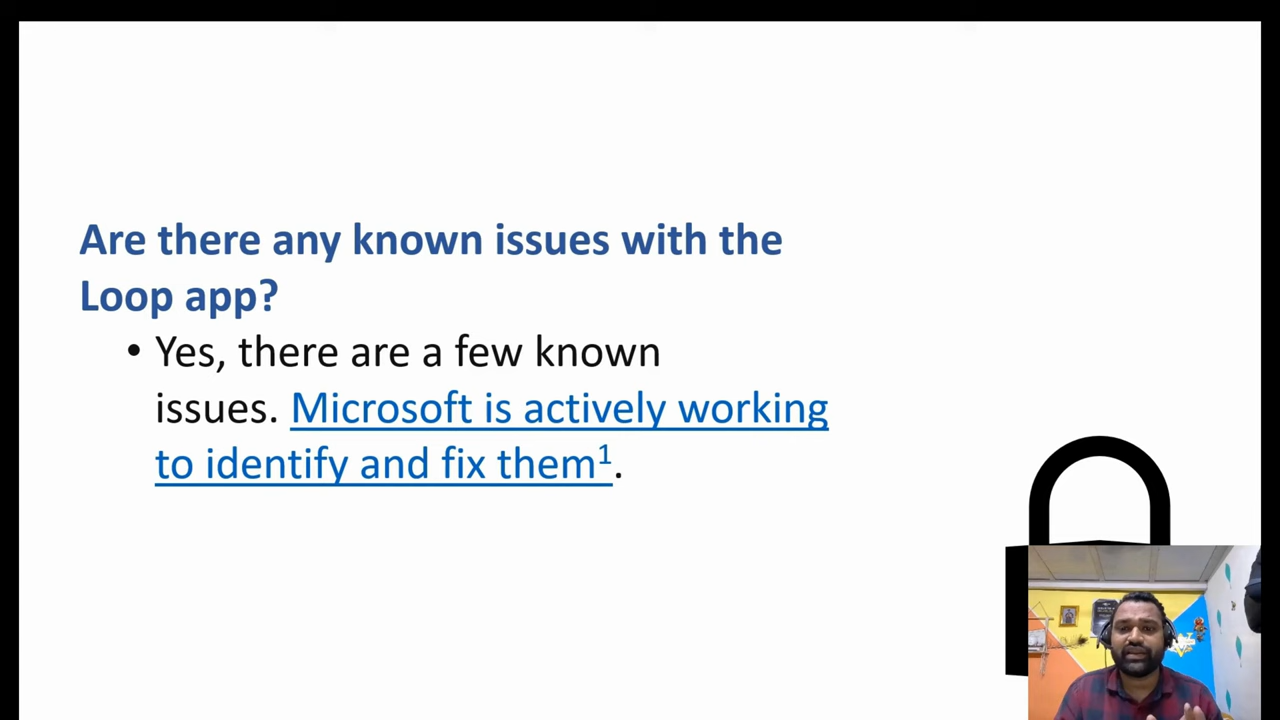 Are there any known issues with the
Loop app?
• Yes, there are a few known
issues. Microsoft is actively working
to identify and fix them¹.